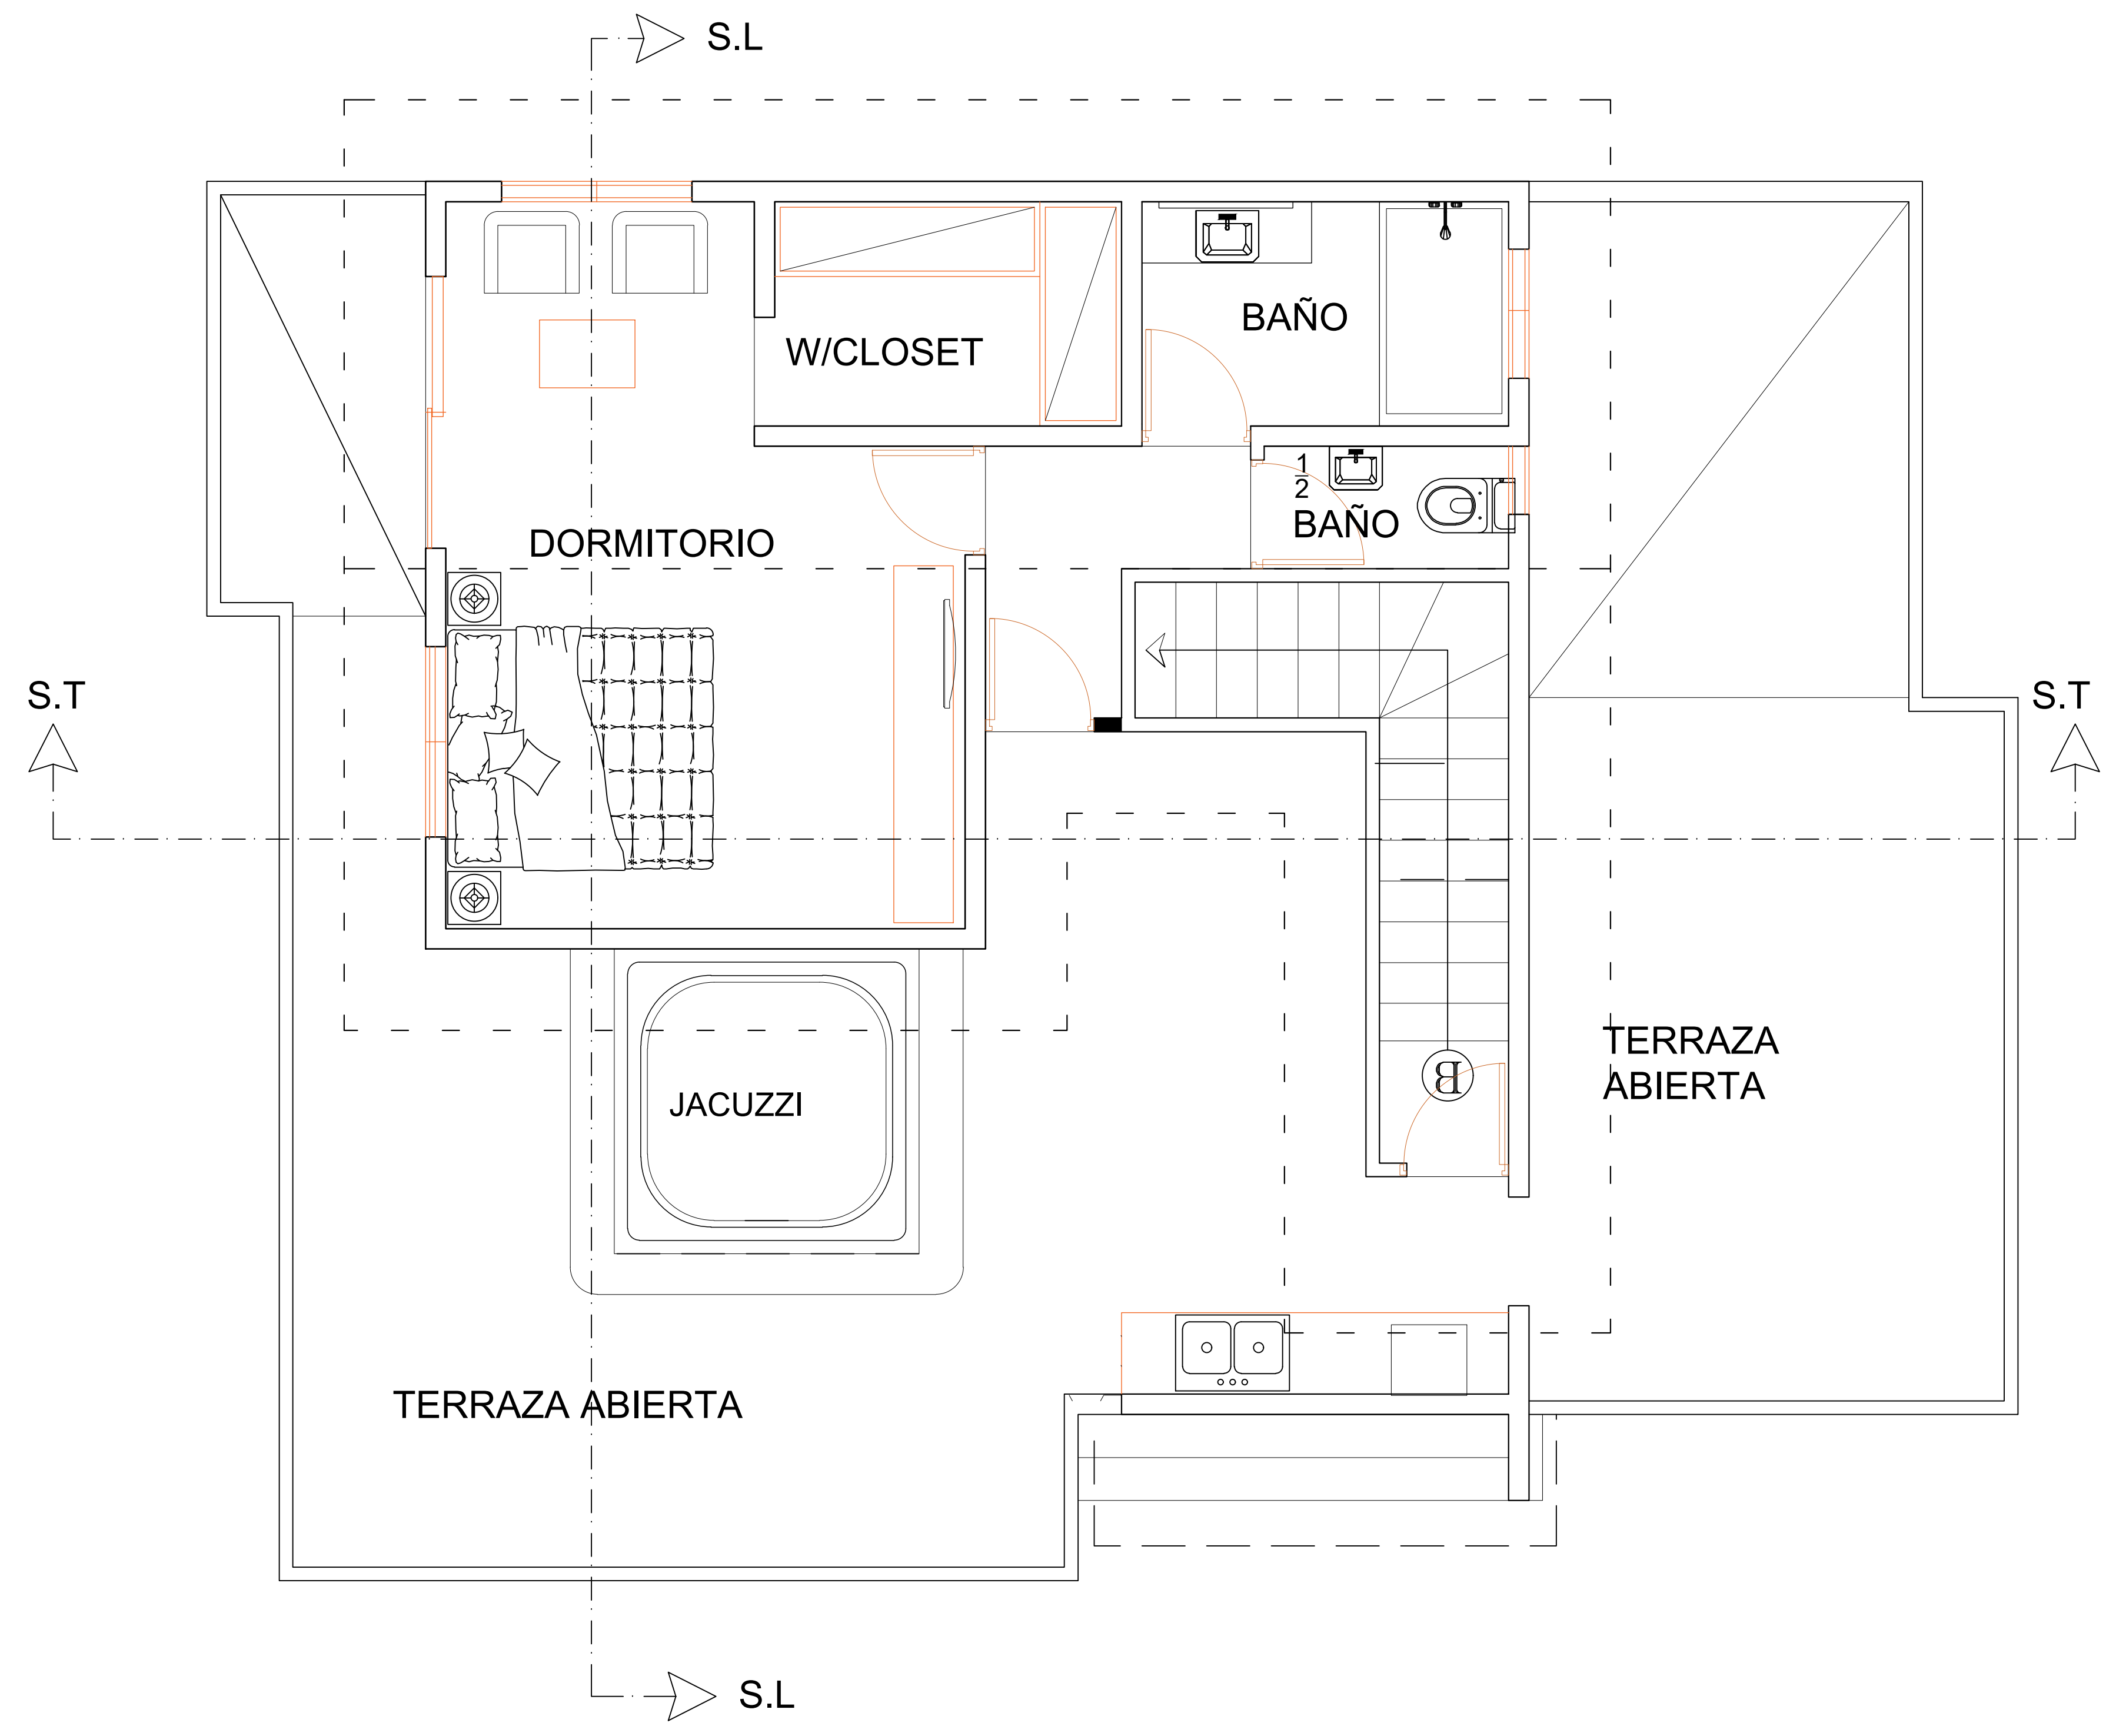 S.L
BAÑO
W/CLOSET
1
2
BAÑO
DORMITORIO
S.T
S.T
TERRAZA
ABIERTA
B
JACUZZI
TERRAZA ABIERTA
S.L